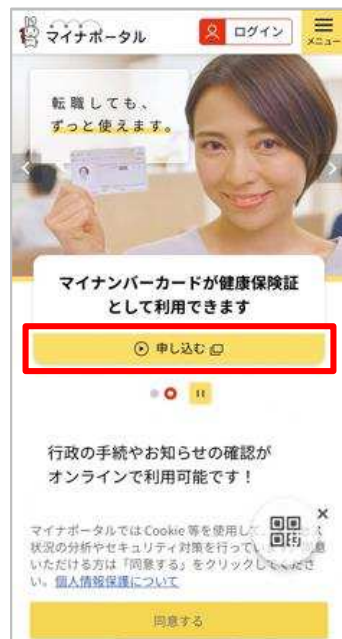 マイナポータル
ログイン
メニュー
転職しても、
ずっと使えます。
マイナンバーカードが健康保険証
として利用できます
申し込む
行政の手続やお知らせの確認が
オンラインで利用可能です！
マイナポータルではCookie 等を使用して
状況の分析やセキュリティ対策を行ってい
いただける方は「同意する」をクリックしてくださ
い。個人情報保護について
同意する